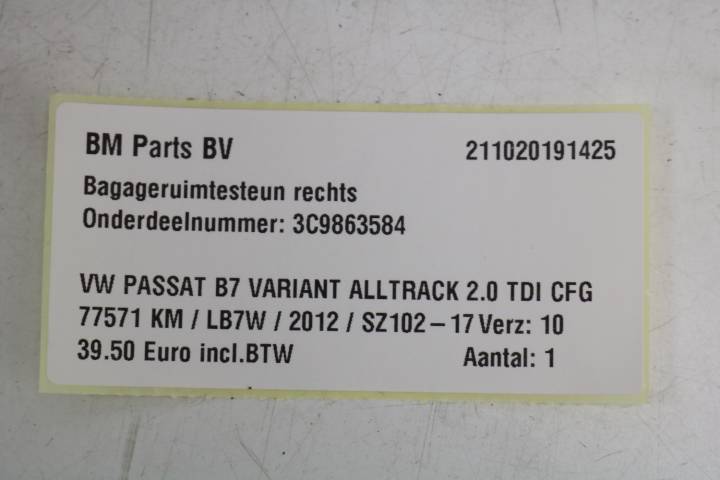 BM Parts BV 211020191425
Bagageruimtesteun rechts
Onderdeelnummer: 3C9863584
VW PASSAT B7 VARIANT ALLTRACK 2.0 TDI CFG
77571 KM / LB7W / 2012 / SZ102-17 Verz: 10
39.50 Euro incl.BTW Aantal: 1